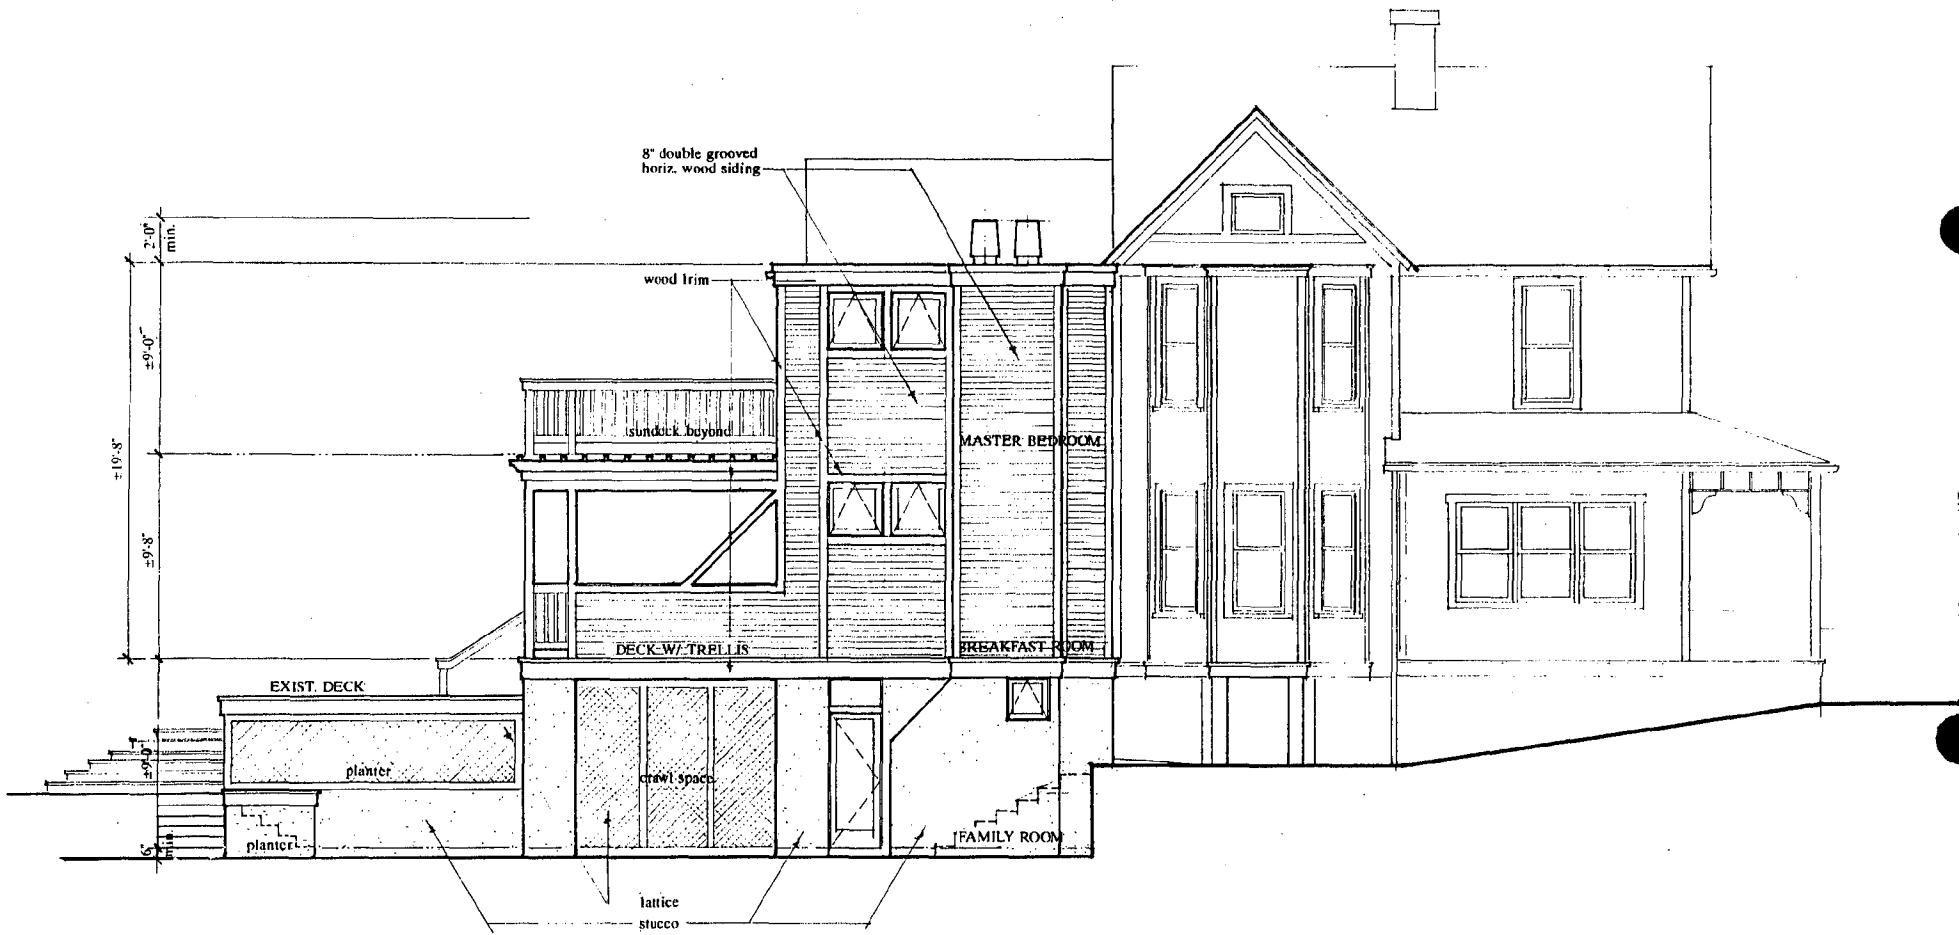 8" double grooved
horiz. wood siding
2'-0"
min.
wood trim
±9'-0"
±19'-8"
sundeck beyond
MASTER BEDROOM
±9'-8"
DECK W/ TRELLIS
BREAKFAST ROOM
EXIST. DECK
±9'-0"
planter
crawl space
FAMILY ROOM
planter
6"
min.
lattice
stucco